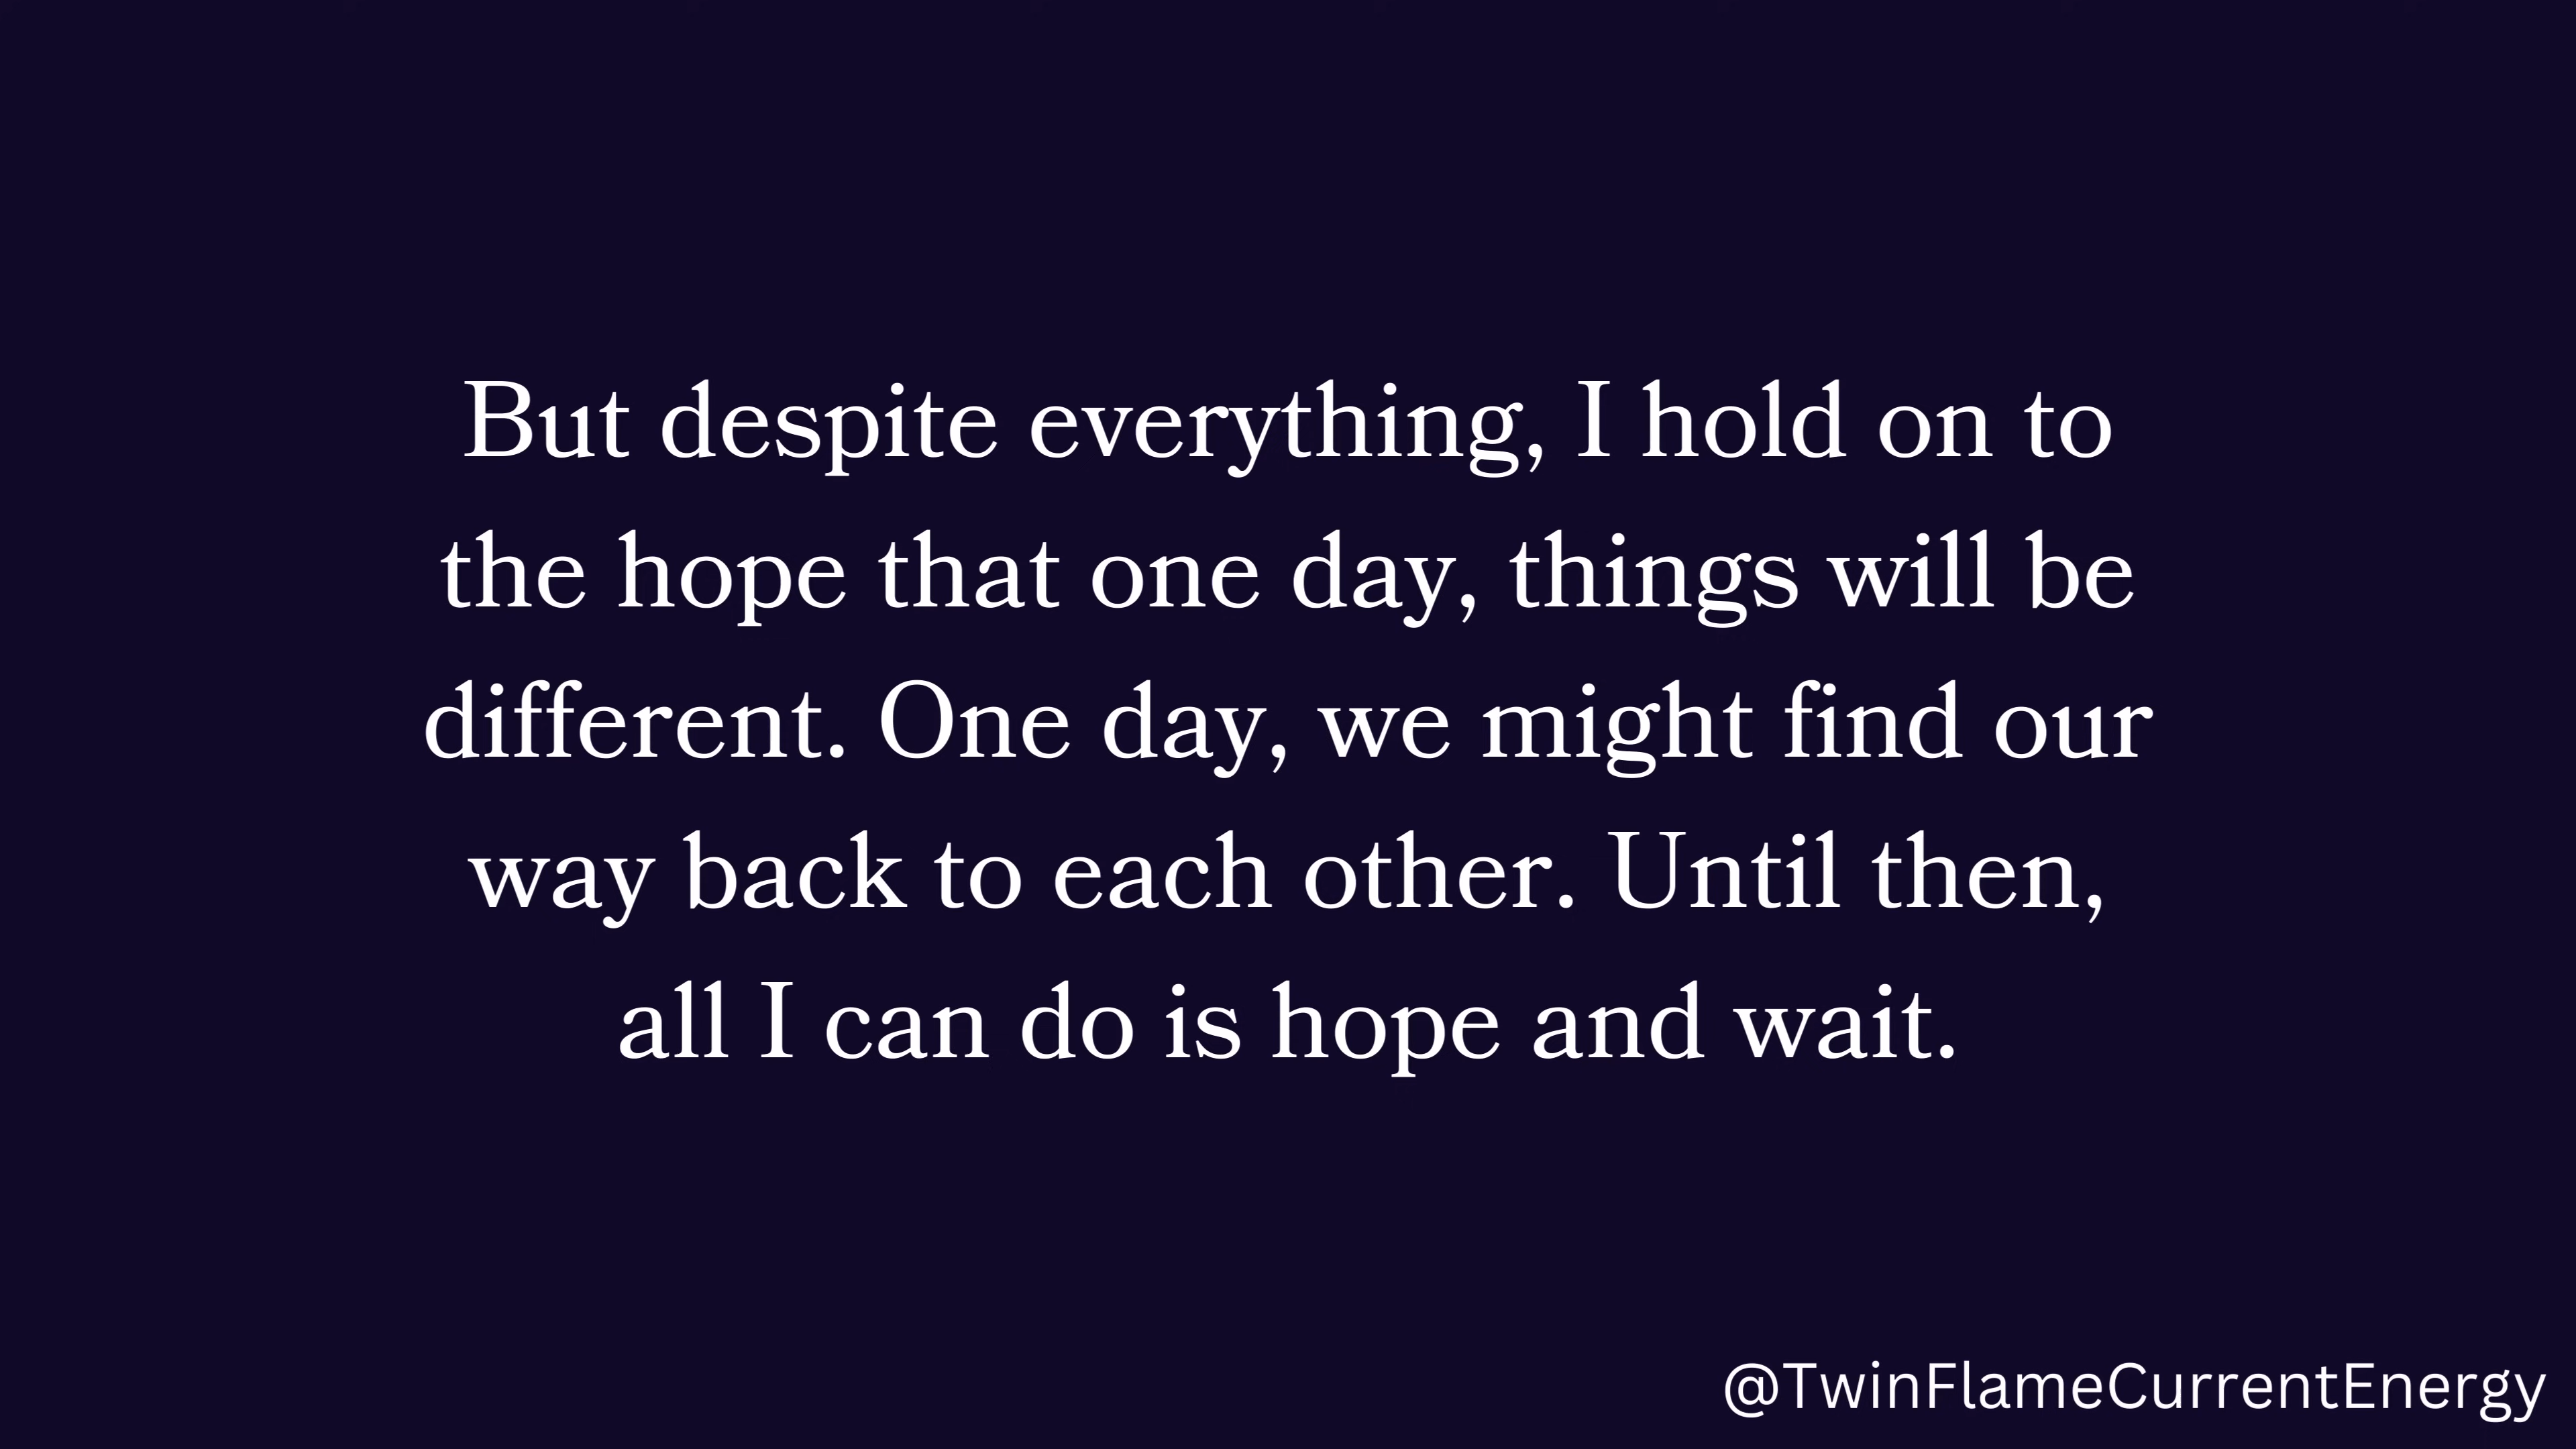 But despite everything, I hold on to
the hope that one day, things will be
different. One day, we might find our
way back to each other. Until then,
all I can do is hope and wait.
@TwinFlameCurrentEnergy